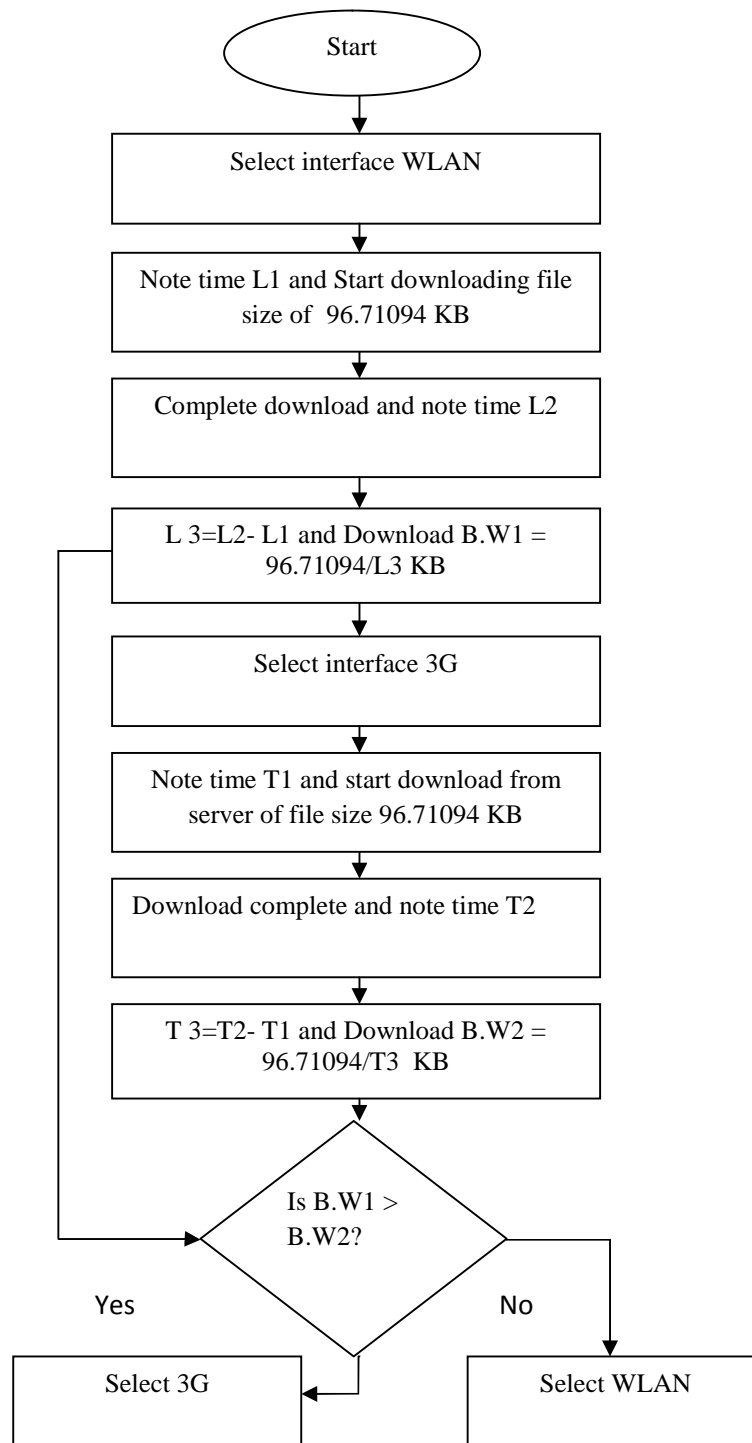 Start
Select interface WLAN
Note time L1 and Start downloading file
size of  96.71094 KB
Complete download and note time L2
L 3=L2- L1 and Download B.W1 =
96.71094/L3 KB
Select interface 3G
Note time T1 and start download from
server of file size 96.71094 KB
Download complete and note time T2
T 3=T2- T1 and Download B.W2 =
96.71094/T3  KB
Is B.W1 >
B.W2?
Yes
No
Select 3G
Select WLAN